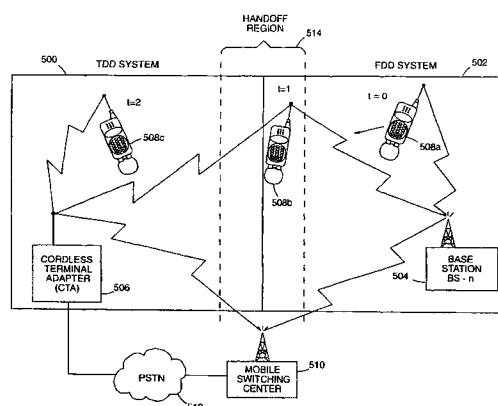 HANDOFF
REGION
514
500
TDD SYSTEM
FDD SYSTEM
502
t=2
t=1
t=0
508c
508b
508a
CORDLESS
TERMINAL
ADAPTER
(CTA)
506
504
BASE
STATION
BS - n
PSTN
MOBILE
SWITCHING
CENTER
510